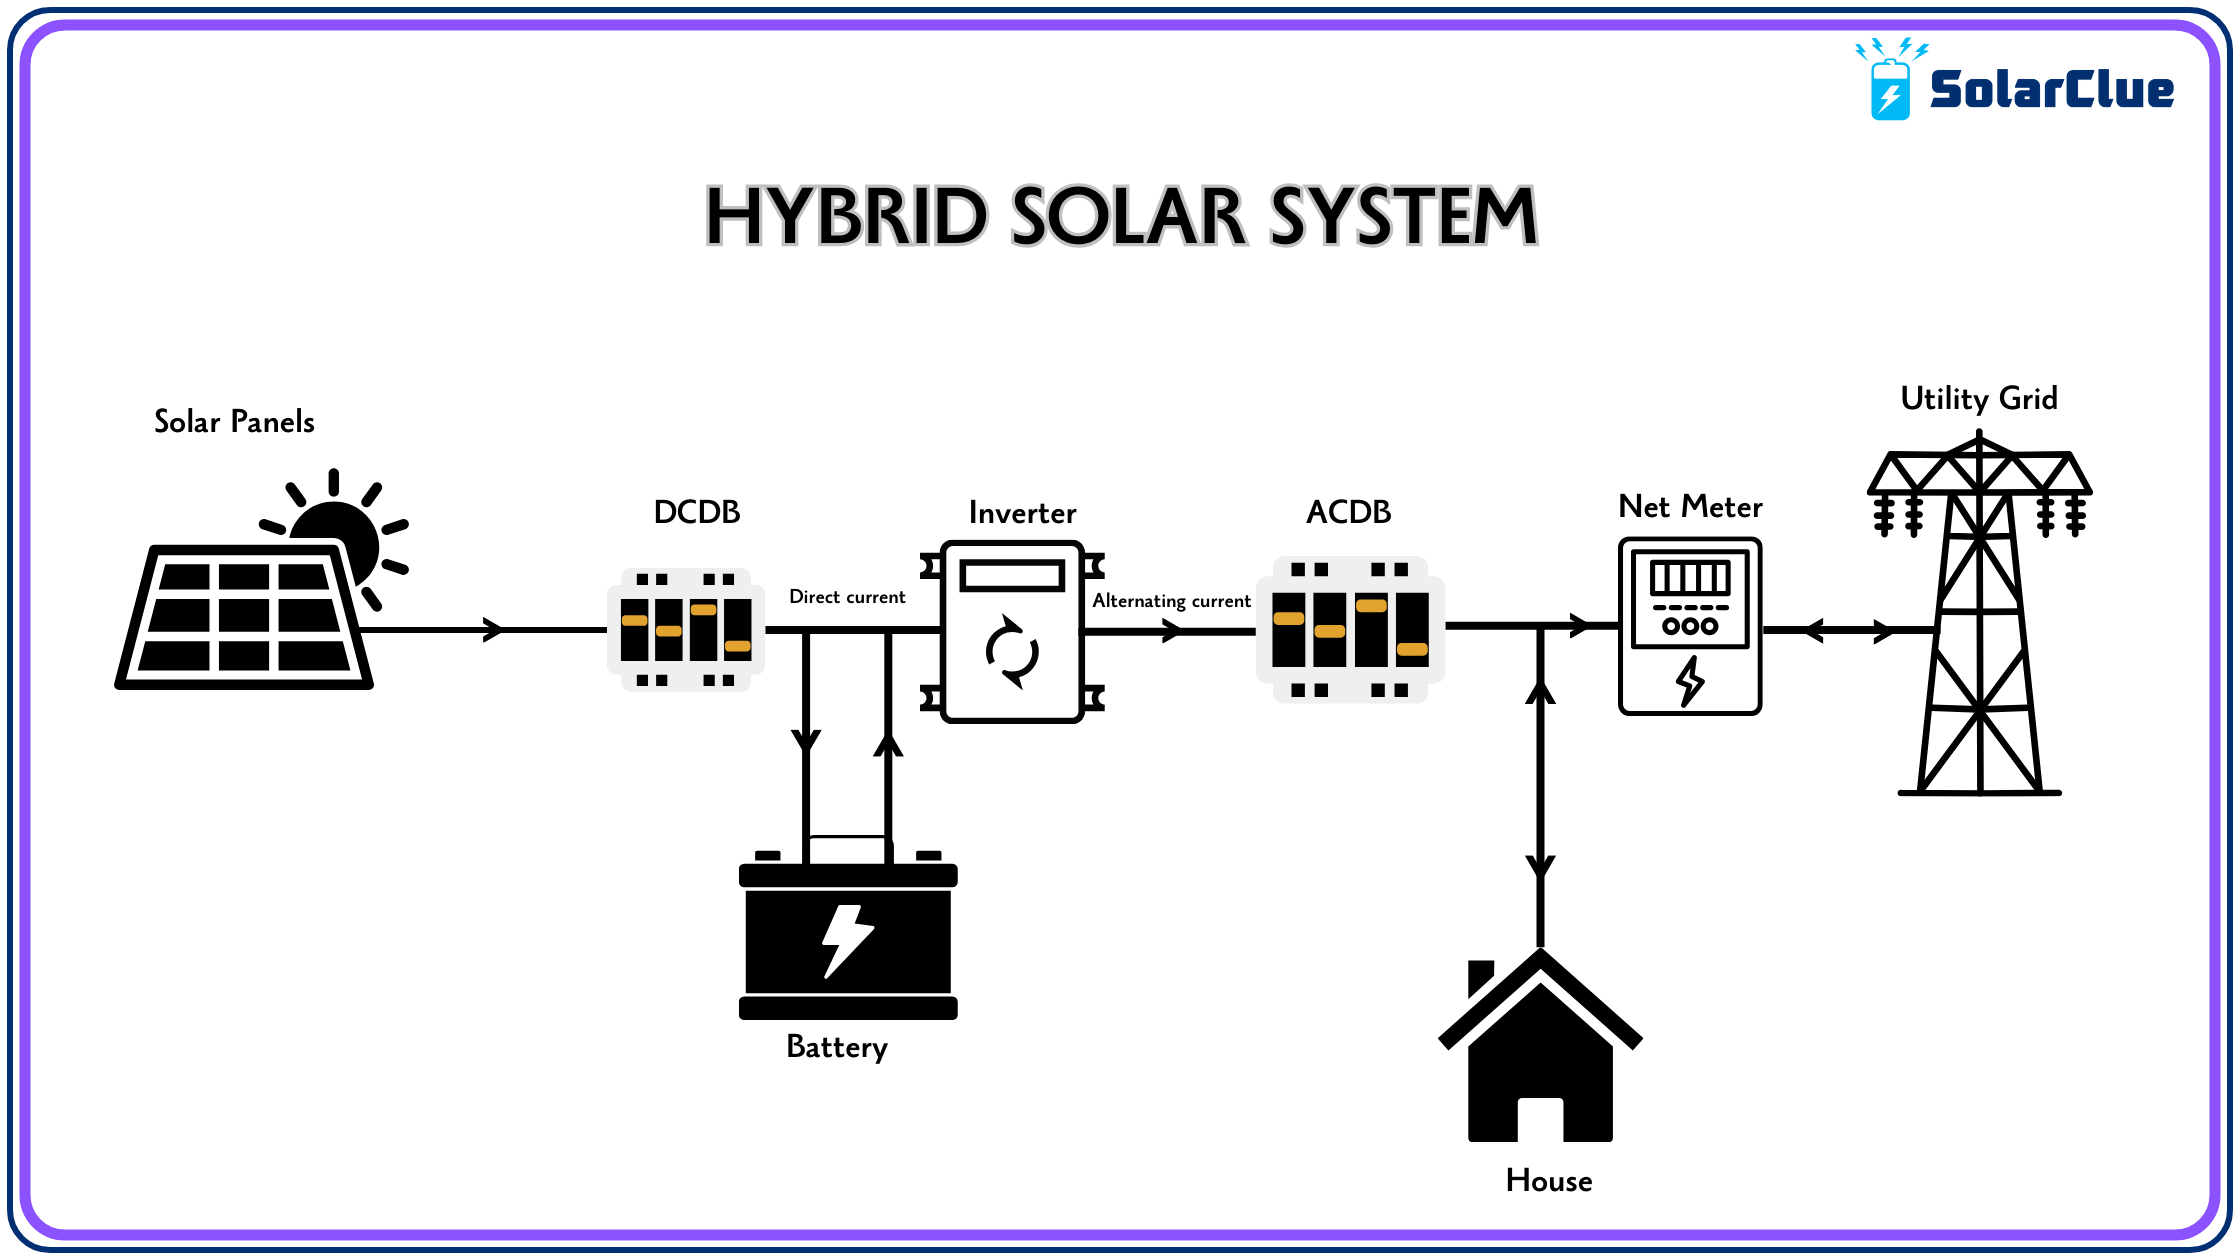 SolarClue
HYBRID SOLAR SYSTEM
Solar Panels
DCDB
Direct current
Inverter
Alternating current
ACDB
Net Meter
Utility Grid
Battery
House